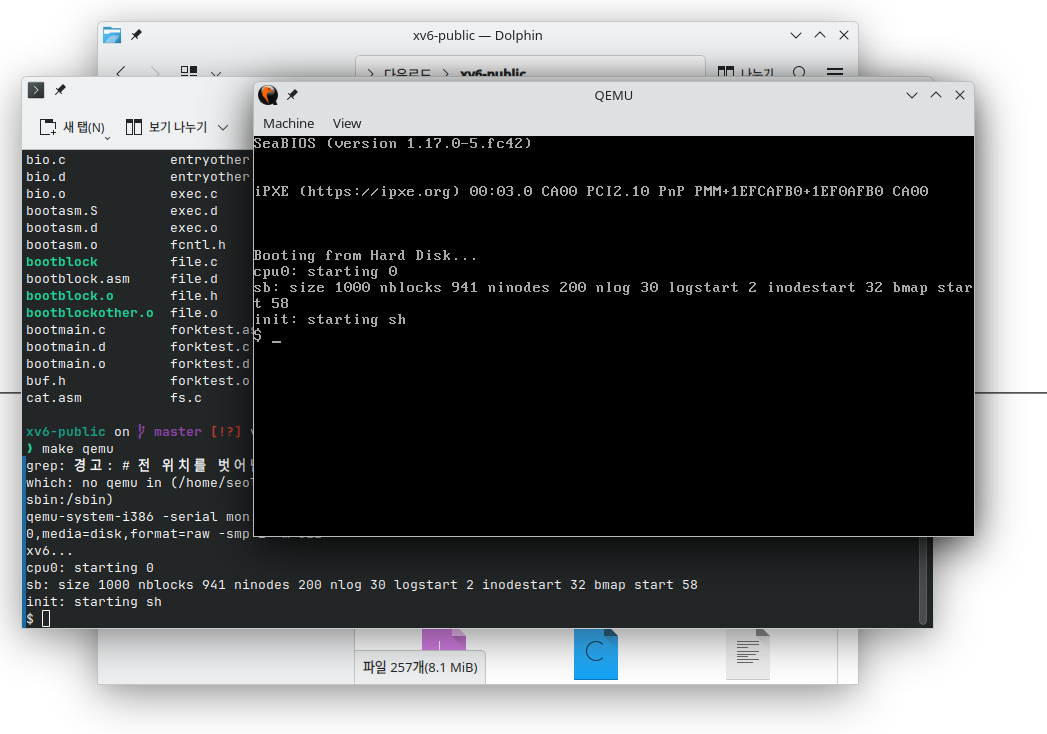 xv6-public — Dolphin
다운로드 > xv6-public
나누기
새 탭(N)
보기 나누기
QEMU
Machine View
SeaBIOS (version 1.17.0-5.fc42)
iPXE (https://ipxe.org) 00:03.0 CA00 PCI2.10 PnP PMM+1EFCAFB0+1EF0AFB0 CA00
Booting from Hard Disk...
cpu0: starting 0
sb: size 1000 nblocks 941 ninodes 200 nlog 30 logstart 2 inodestart 32 bmap star
t 58
init: starting sh
$ _
bio.c entryother
bio.d entryother
bio.o exec.c
bootasm.S exec.d
bootasm.d exec.o
bootasm.o fcntl.h
bootblock file.c
bootblock.asm file.d
bootblock.o file.h
bootblockother.o file.o
bootmain.c forktest.as
bootmain.d forktest.c
bootmain.o forktest.d
buf.h forktest.o
cat.asm fs.c
xv6-public on master [!?]
❯ make qemu
grep: 경고: # 전 위치를
which: no qemu in (/home/seo
sbin:/sbin)
qemu-system-i386 -serial mon
0,media=disk,format=raw -smp
xv6...
cpu0: starting 0
sb: size 1000 nblocks 941 ninodes 200 nlog 30 logstart 2 inodestart 32 bmap start 58
init: starting sh
$
C
파일 257개(8.1 MiB)